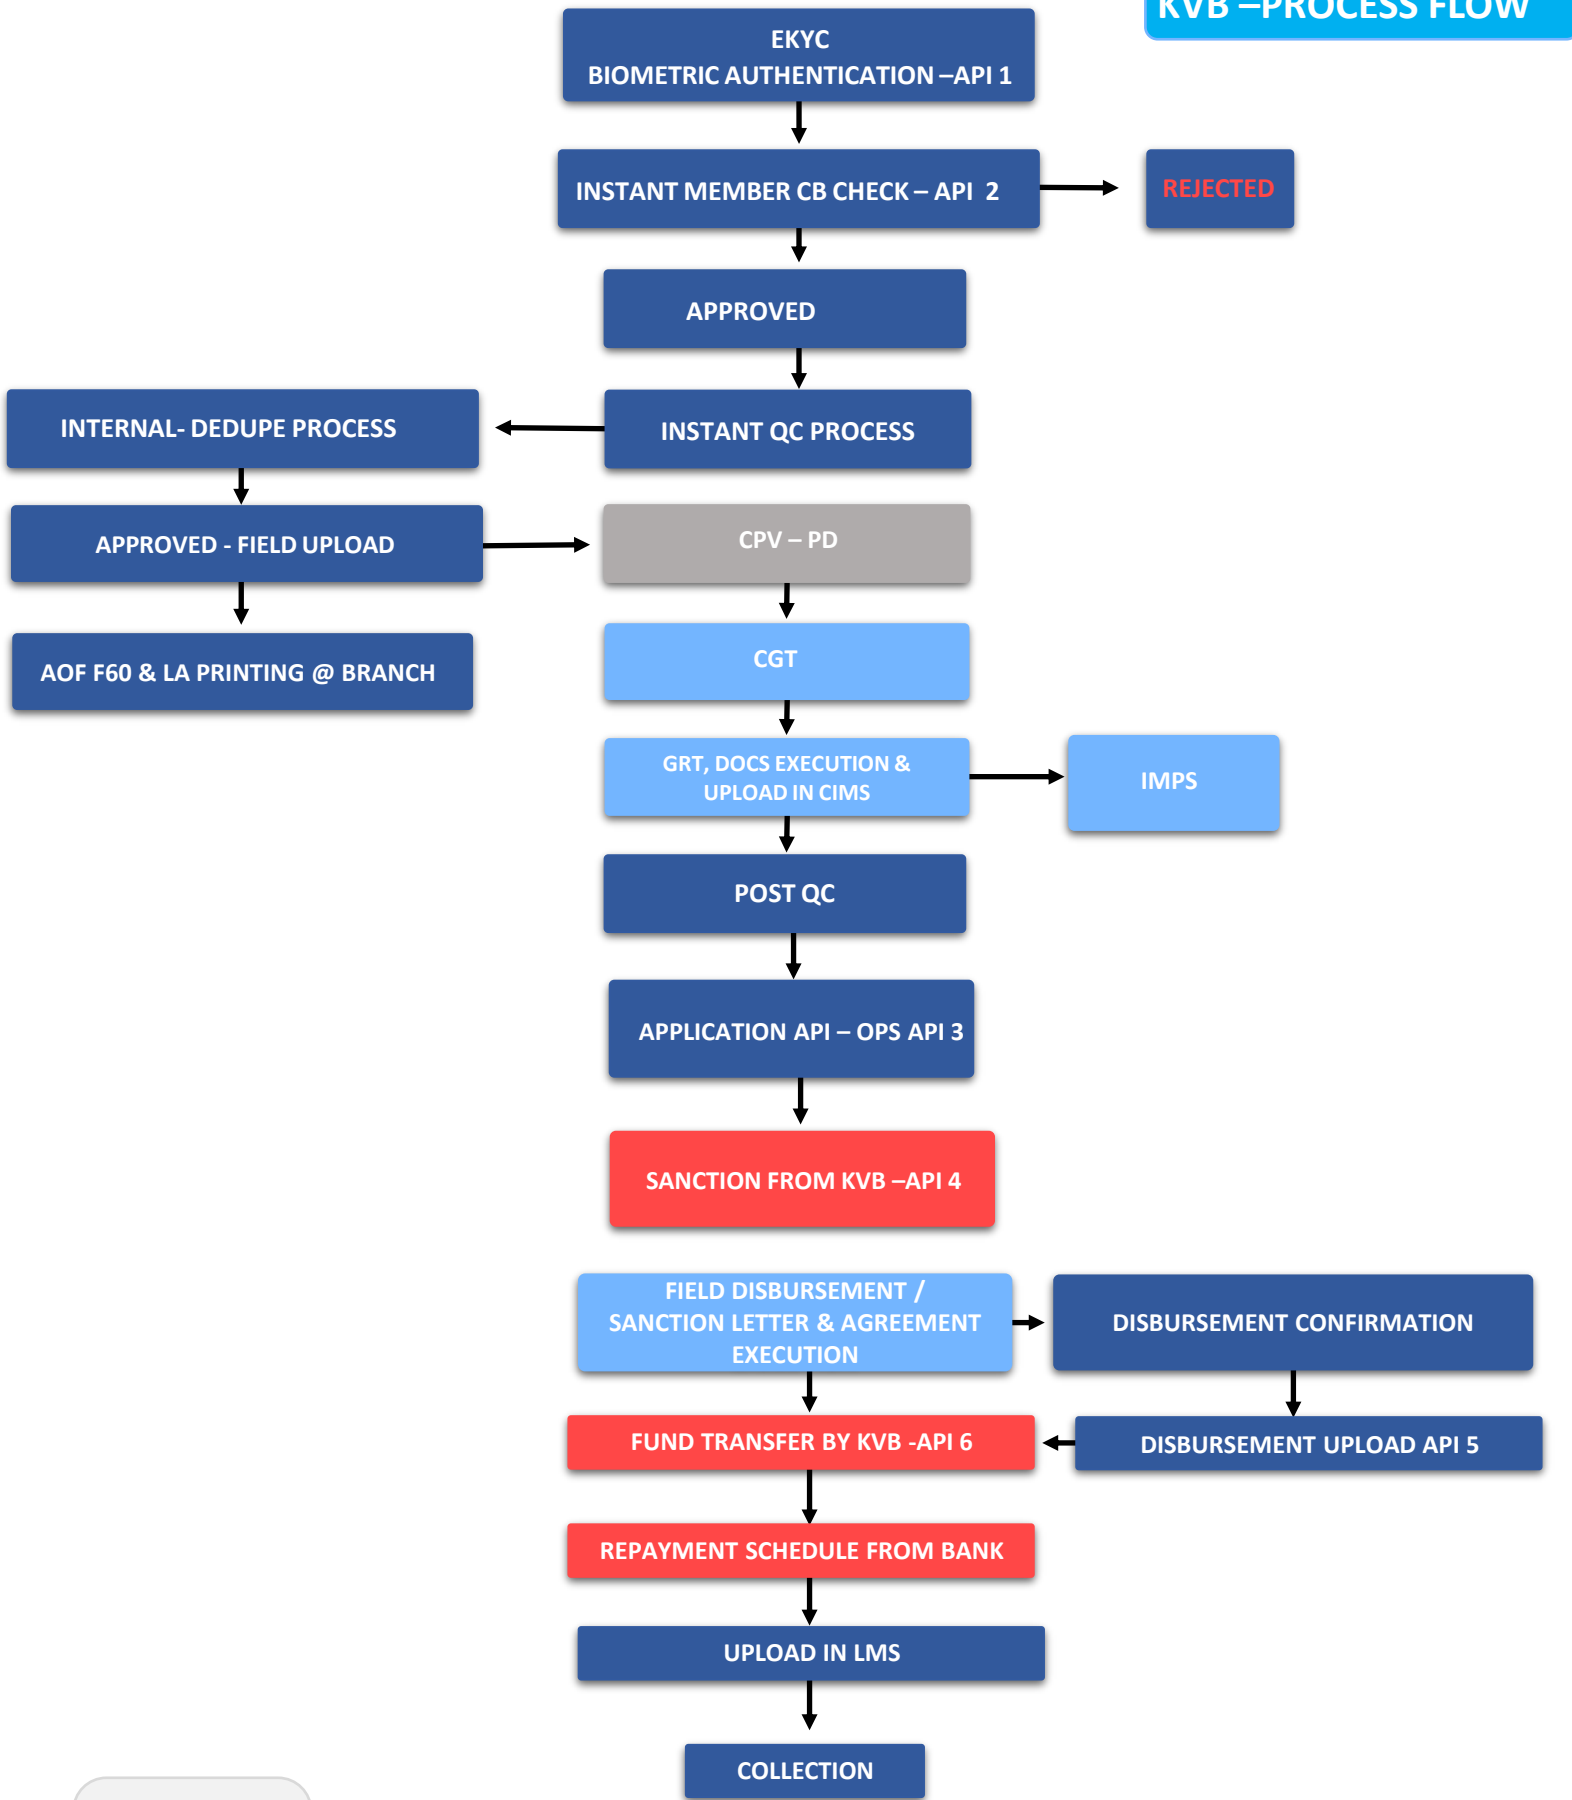 KVB –PROCESS FLOW
EKYC
BIOMETRIC AUTHENTICATION –API 1
INSTANT MEMBER CB CHECK – API  2
REJECTED
APPROVED
INTERNAL- DEDUPE PROCESS
INSTANT QC PROCESS
APPROVED - FIELD UPLOAD
CPV – PD
AOF F60 & LA PRINTING @ BRANCH
CGT
GRT, DOCS EXECUTION &
UPLOAD IN CIMS
IMPS
POST QC
APPLICATION API – OPS API 3
SANCTION FROM KVB –API 4
FIELD DISBURSEMENT /
SANCTION LETTER & AGREEMENT
EXECUTION
DISBURSEMENT CONFIRMATION
FUND TRANSFER BY KVB -API 6
DISBURSEMENT UPLOAD API 5
REPAYMENT SCHEDULE FROM BANK
UPLOAD IN LMS
COLLECTION